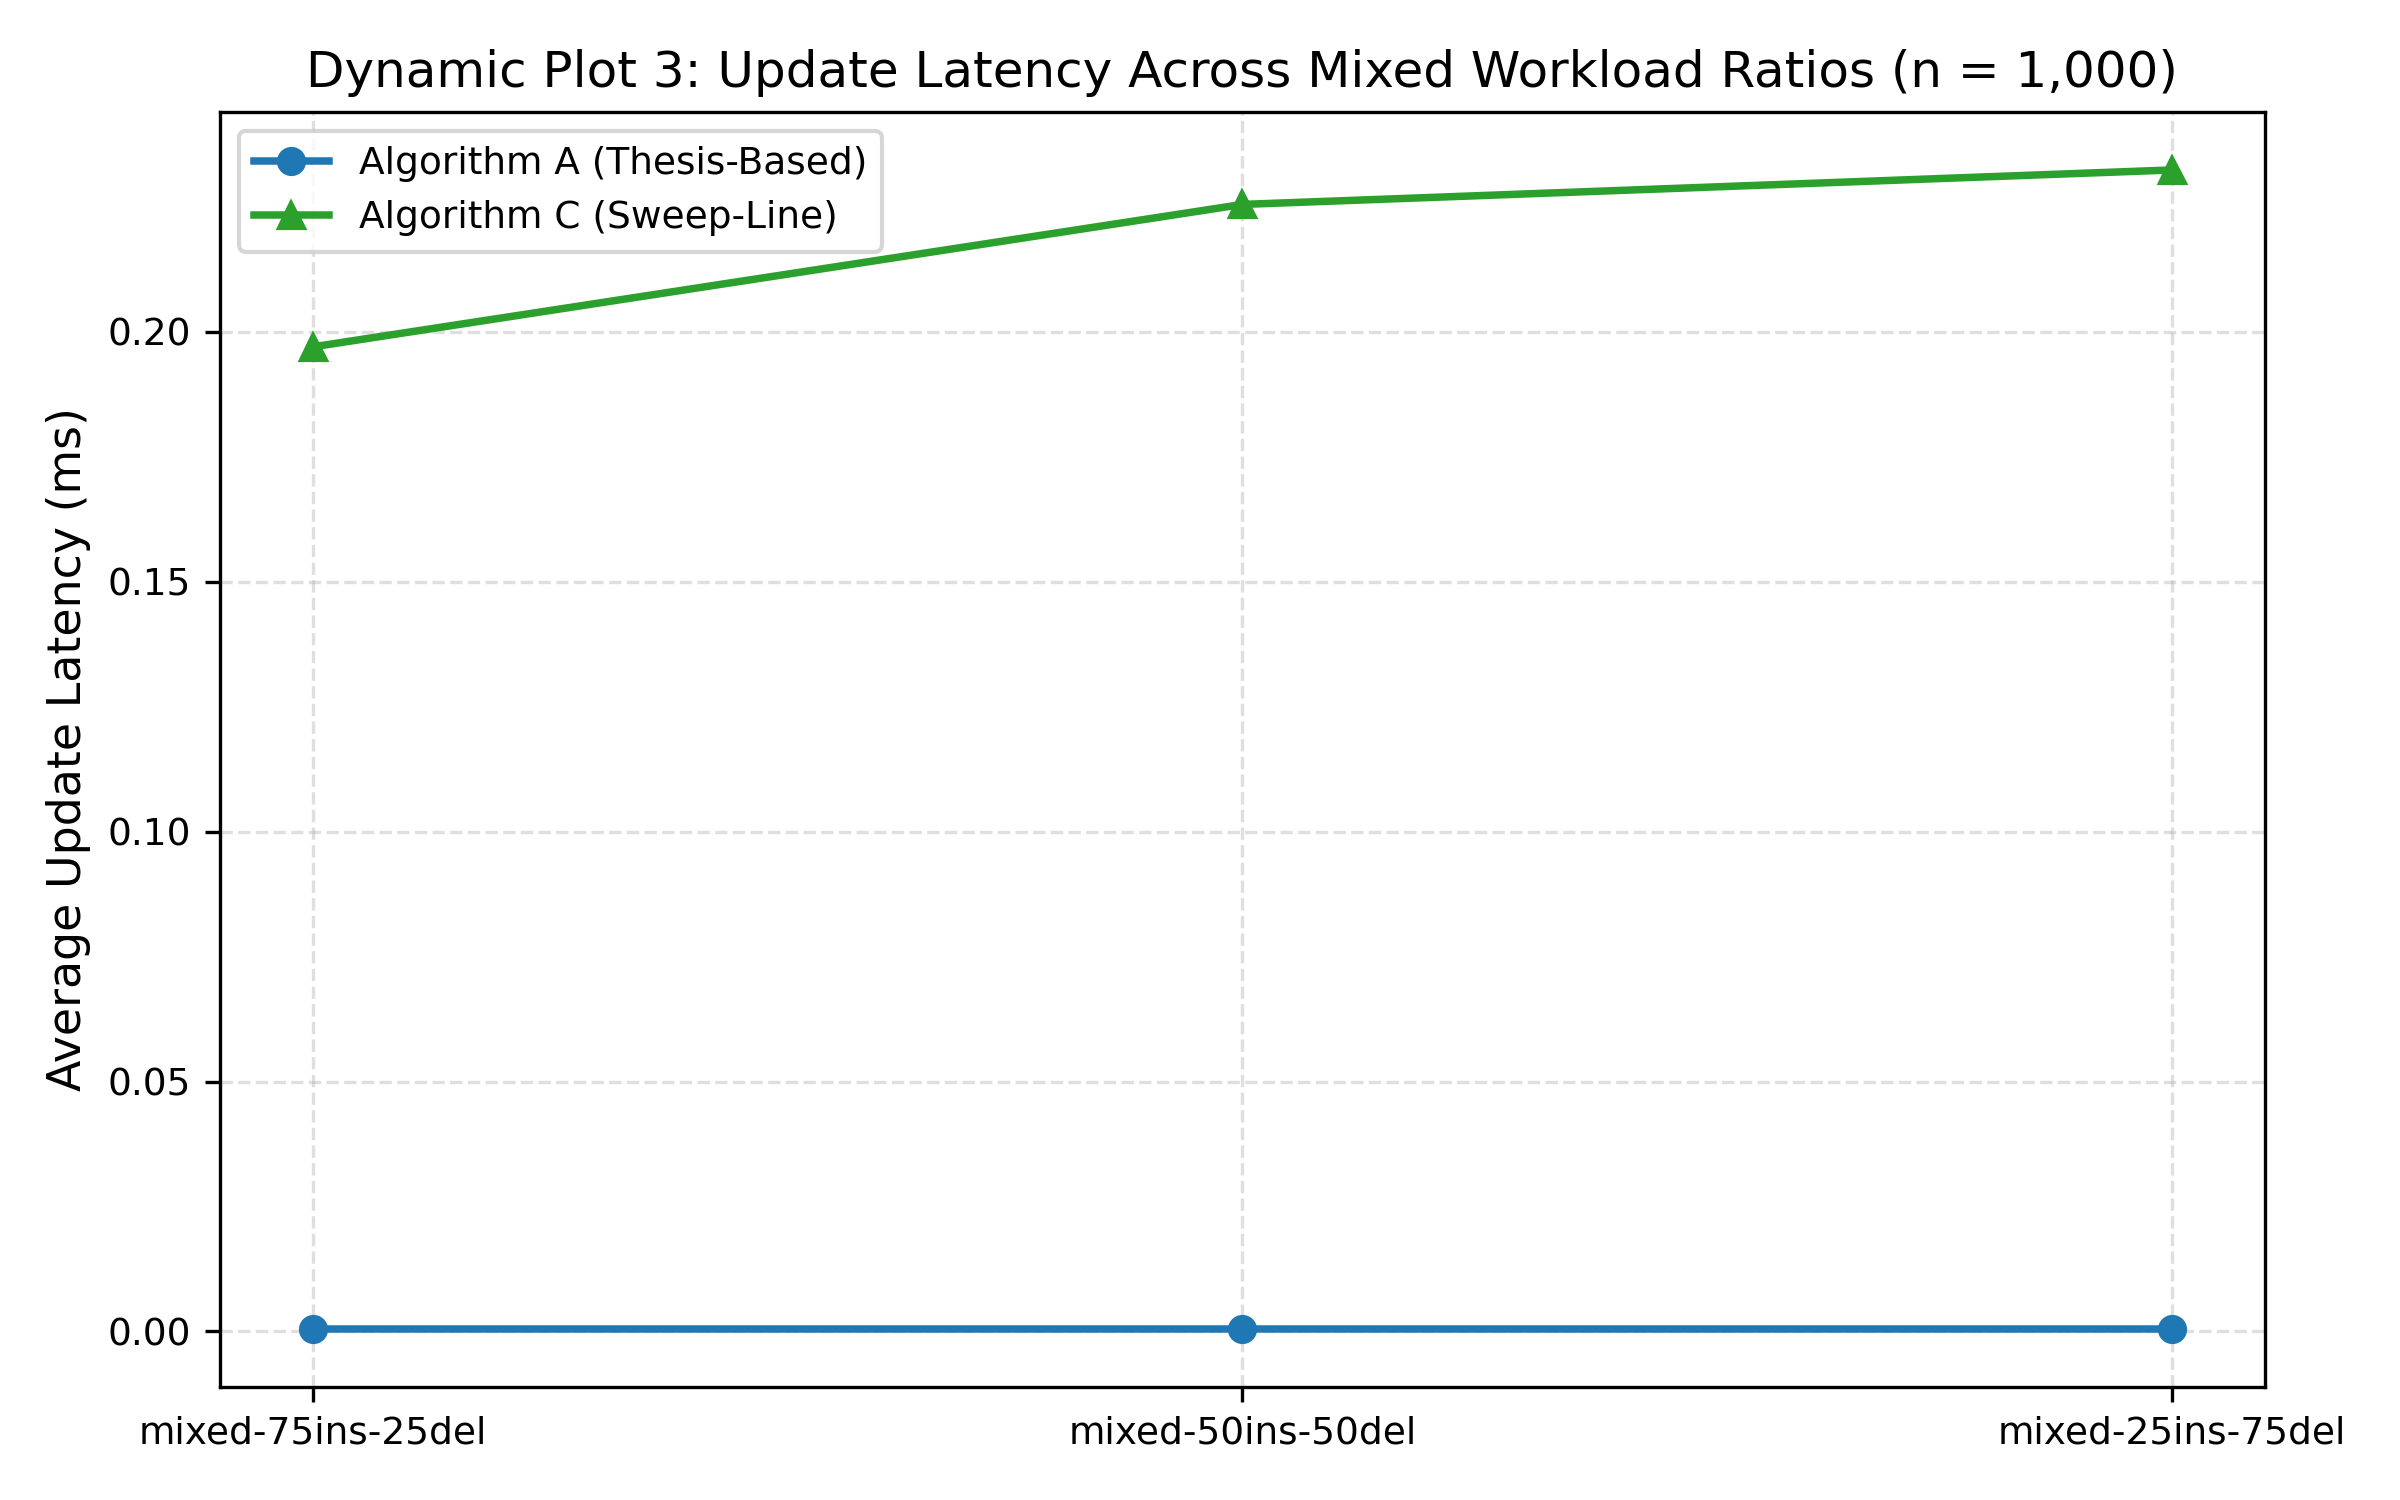 Dynamic Plot 3: Update Latency Across Mixed Workload Ratios (n = 1,000)
Algorithm A (Thesis-Based)
Algorithm C (Sweep-Line)
Average Update Latency (ms)
0.20
0.15
0.10
0.05
0.00
mixed-75ins-25del
mixed-50ins-50del
mixed-25ins-75del